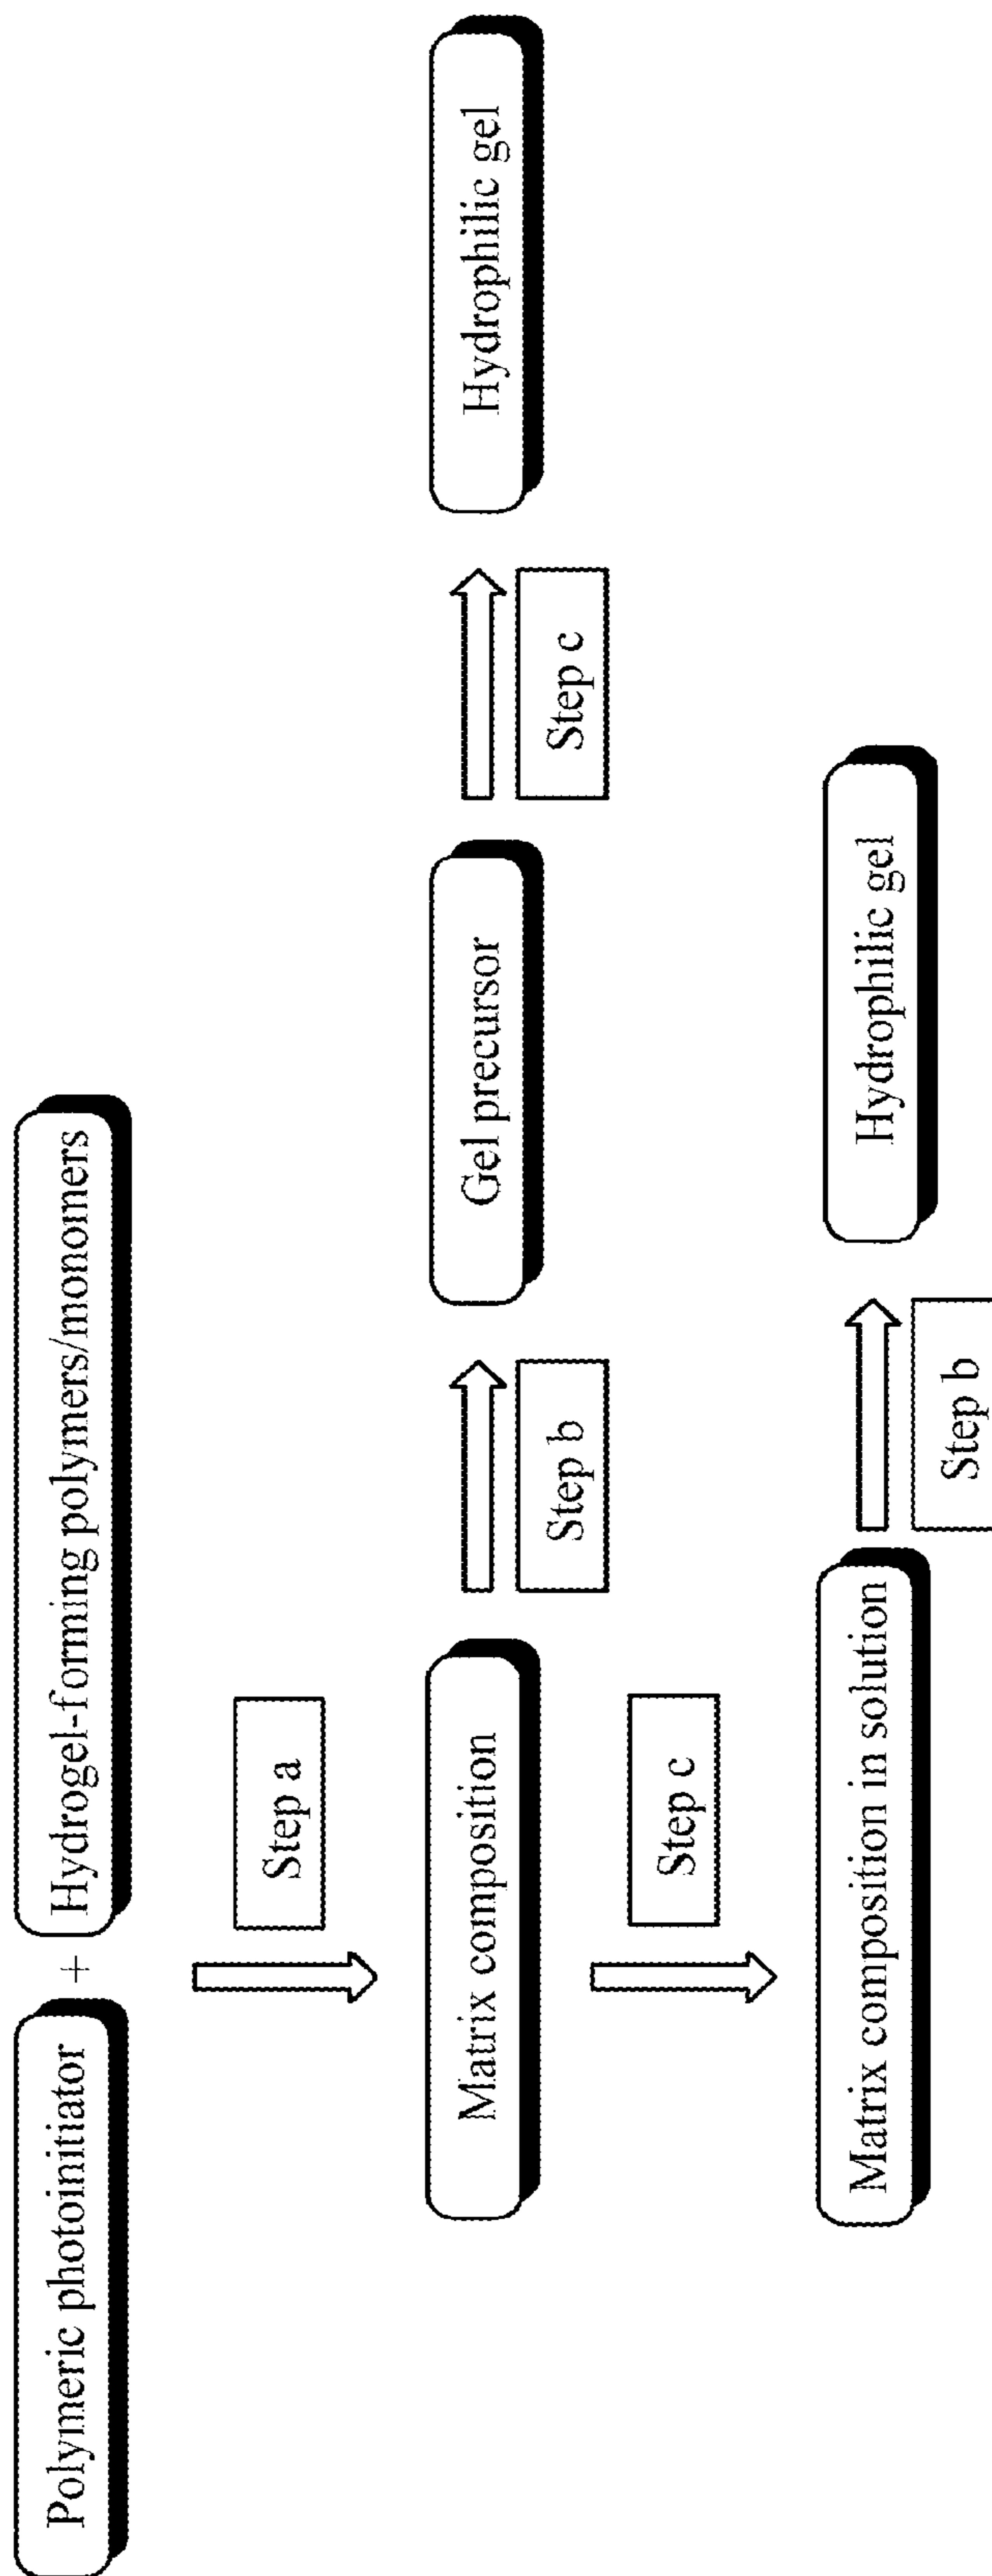 Polymeric photoinitiator + Hydrogel-forming polymers/monomers
Step a
Matrix composition
Step b
Gel precursor
Step c
Hydrophilic gel
Step c
Matrix composition in solution
Step b
Hydrophilic gel